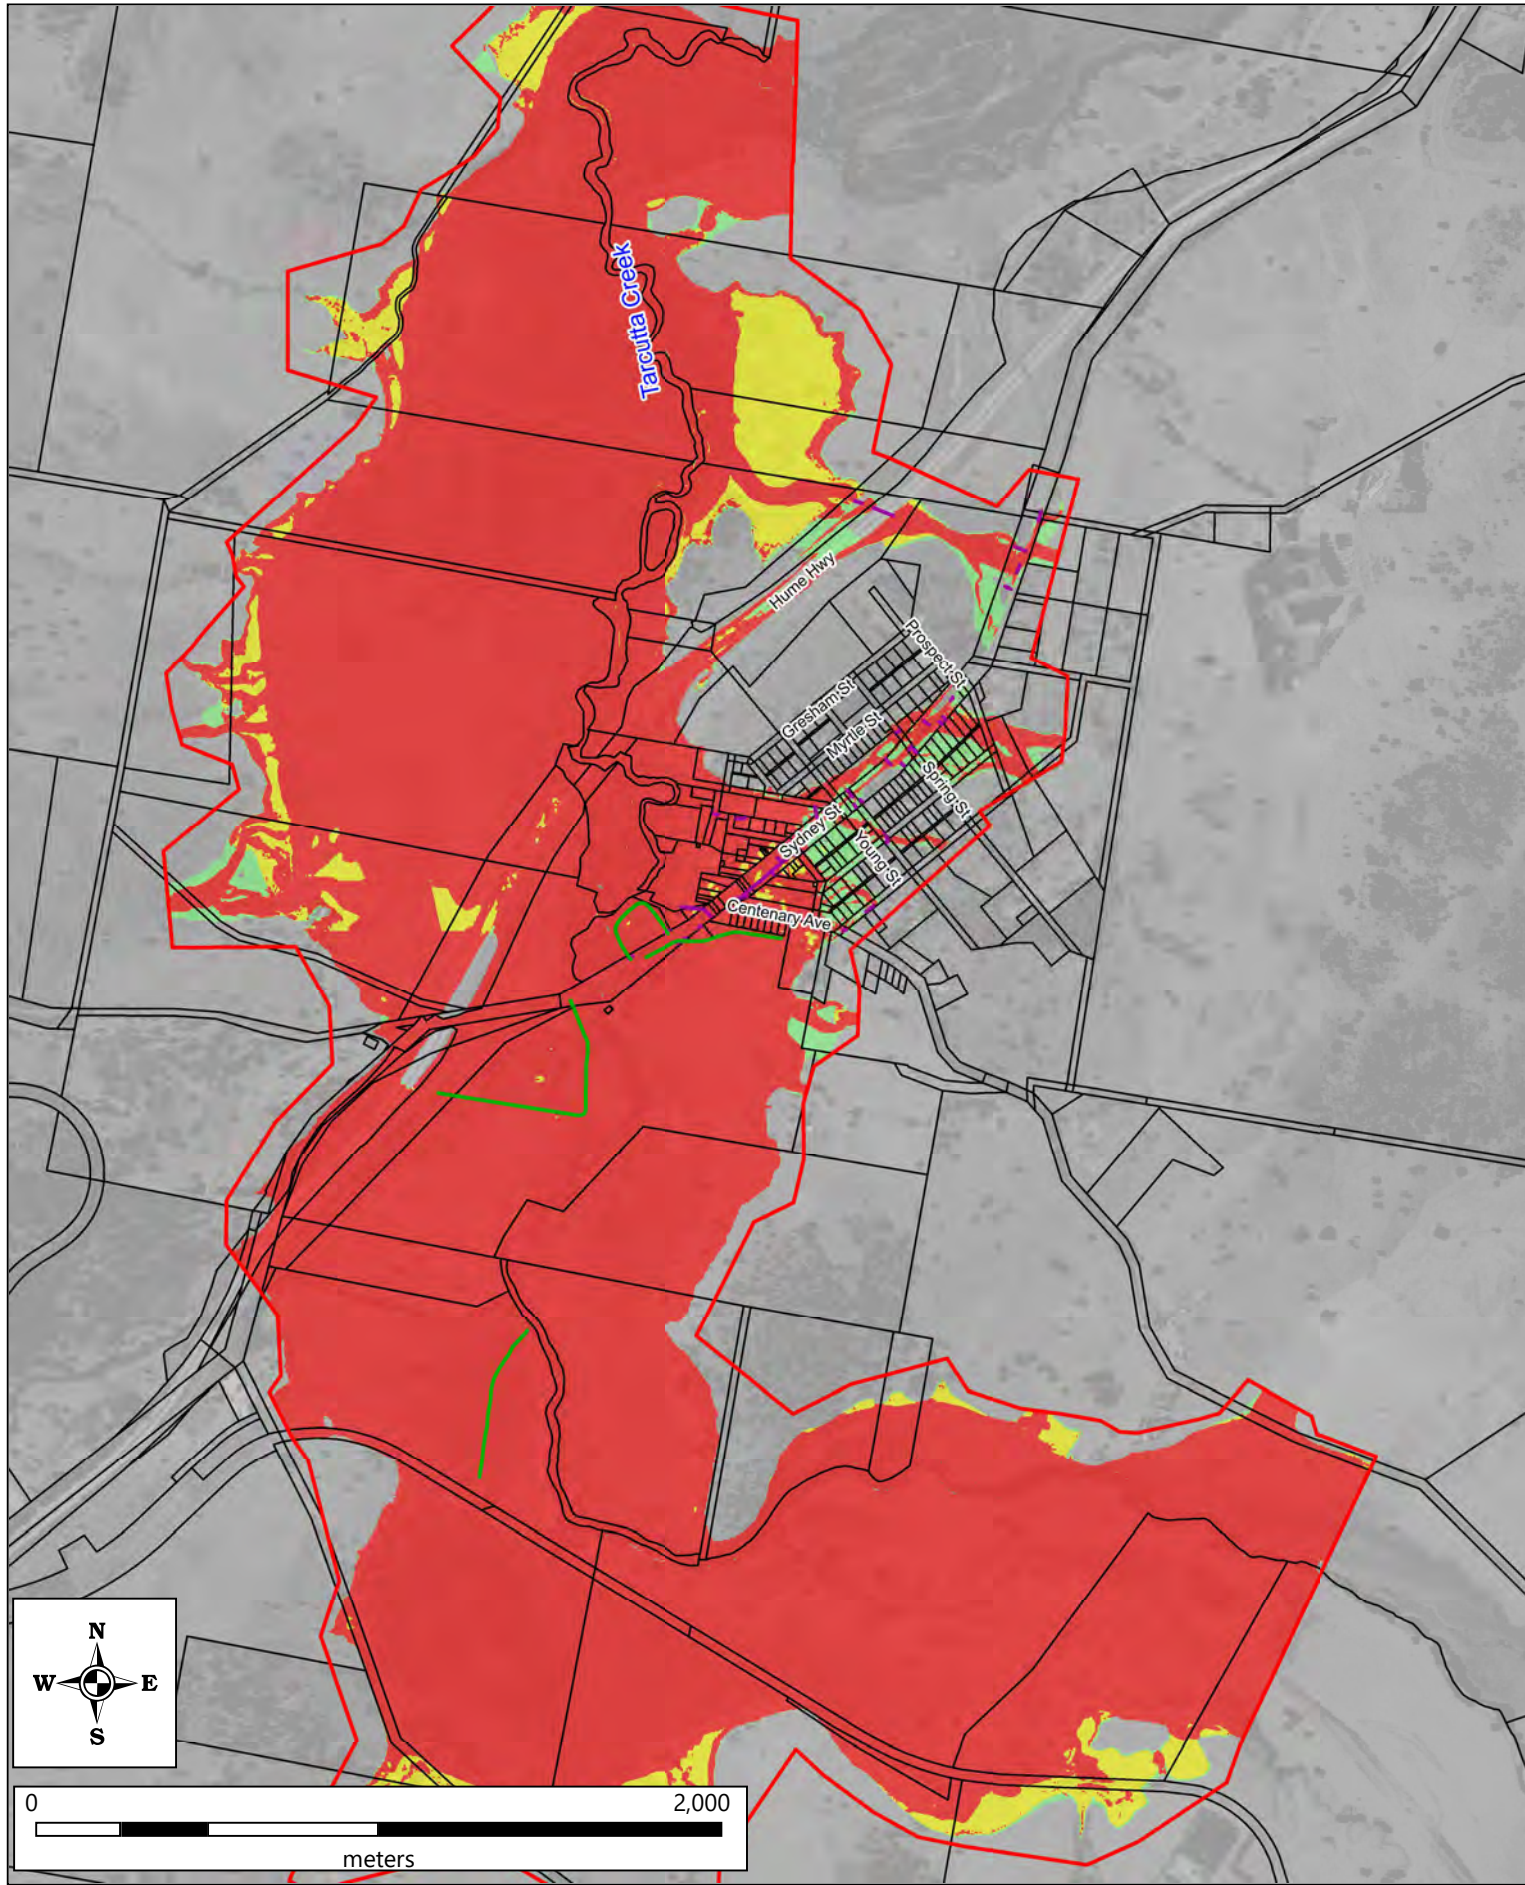 Tarcutta Creek
Hume Hwy
Prospect St
Gresham St
Myrtle St
Spring St
Sydney St
Young St
Centenary Ave
N
W E
S
0 2,000
meters